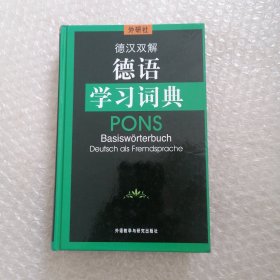 外研社
德汉双解
德语
学习词典
PONS
Basiswörterbuch
Deutsch als Fremdsprache
外语教学与研究出版社